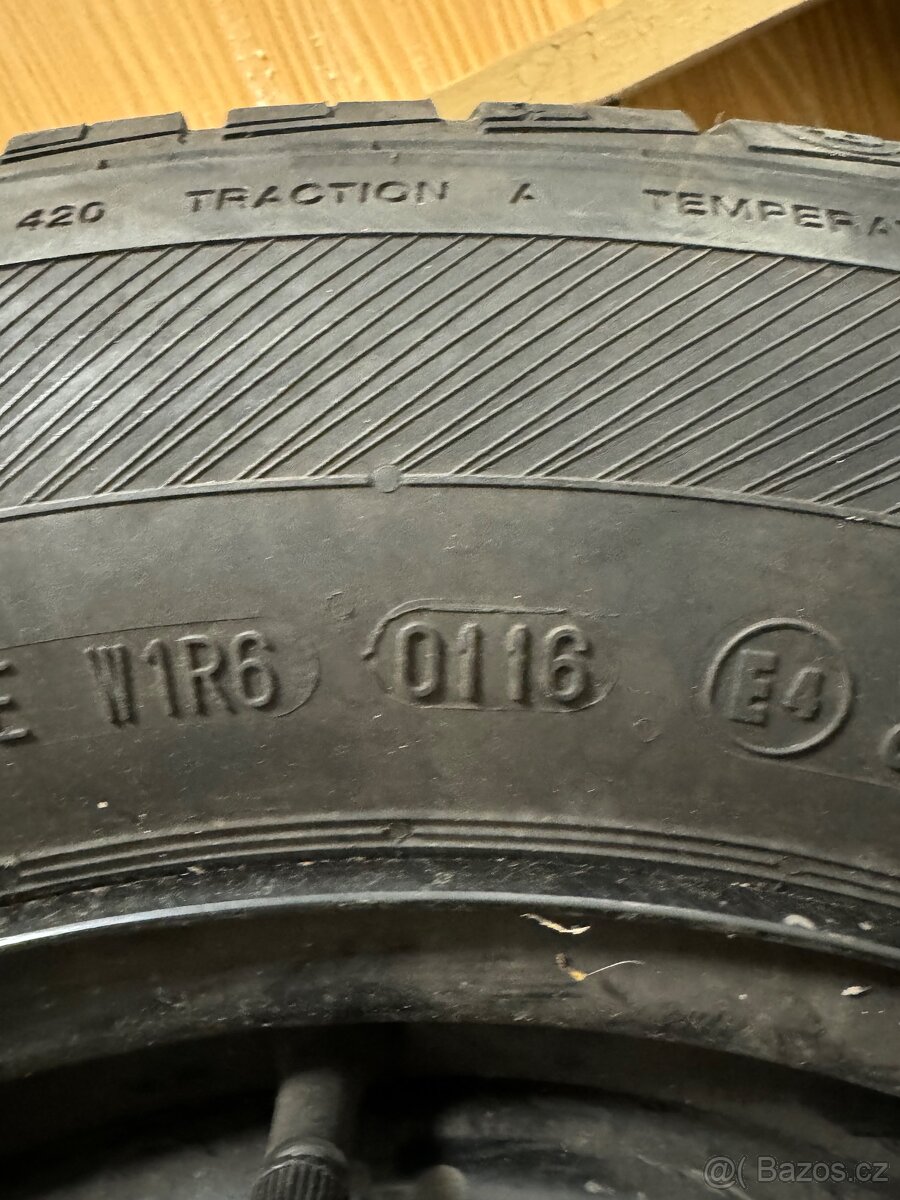 420 TRACTION A TEMPERA
E W1R6 0116 E4
@( Bazos.cz